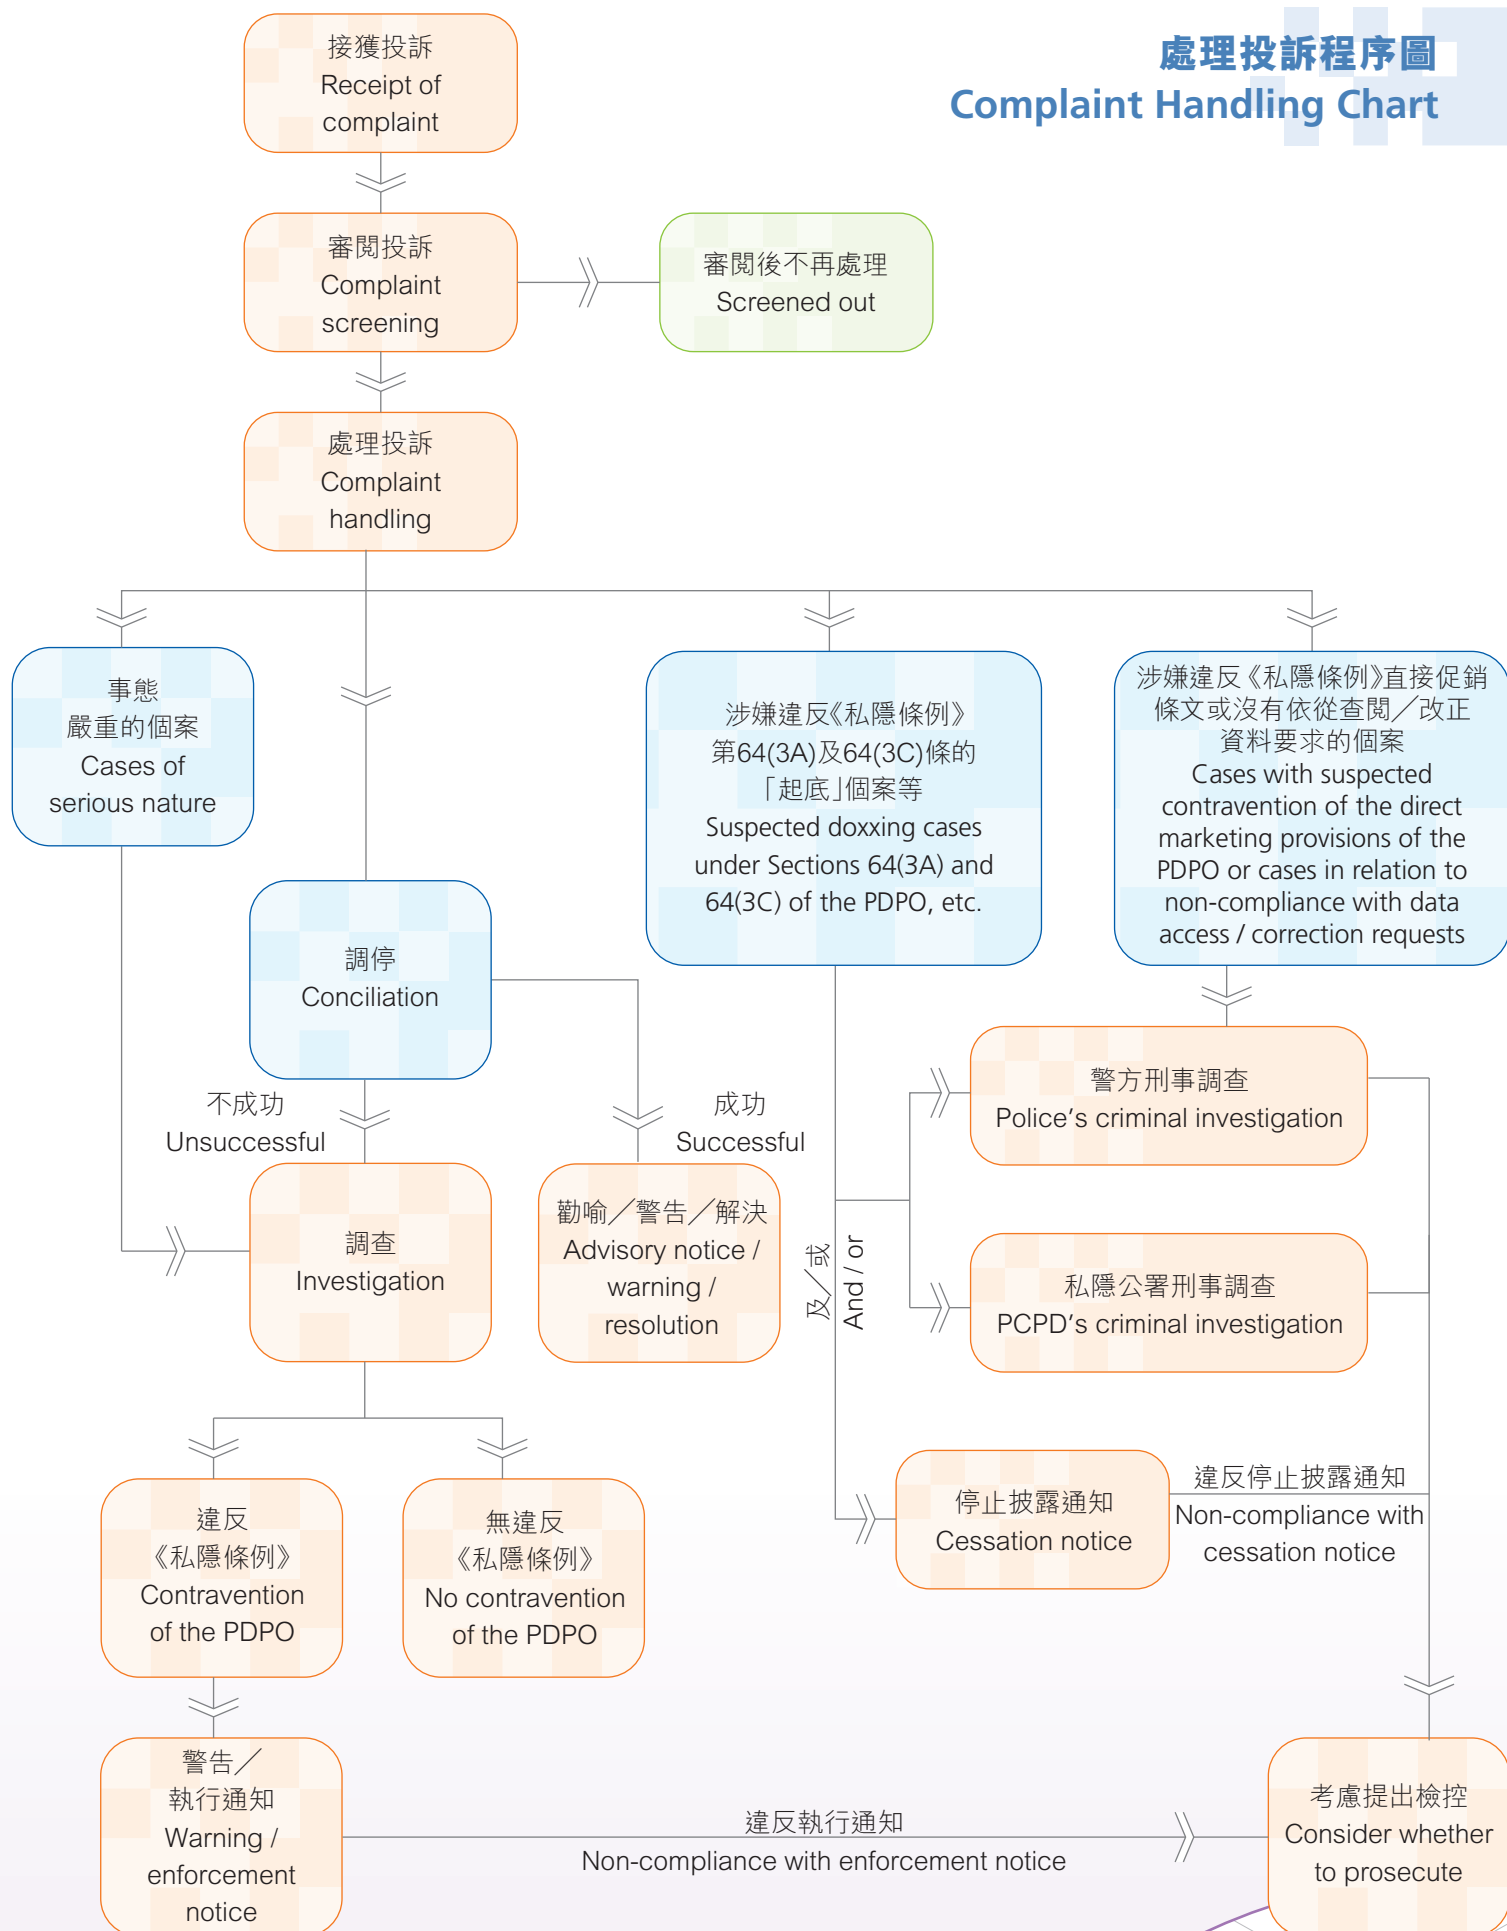 處理投訴程序圖
Complaint Handling Chart
接獲投訴
Receipt of
complaint
審閱投訴
Complaint
screening
審閱後不再處理
Screened out
處理投訴
Complaint
handling
事態
嚴重的個案
Cases of
serious nature
調停
Conciliation
涉嫌違反《私隱條例》
第64(3A)及64(3C)條的
「起底」個案等
Suspected doxxing cases
under Sections 64(3A) and
64(3C) of the PDPO, etc.
涉嫌違反《私隱條例》直接促銷
條文或沒有依從查閱／改正
資料要求的個案
Cases with suspected
contravention of the direct
marketing provisions of the
PDPO or cases in relation to
non-compliance with data
access / correction requests
不成功
Unsuccessful
成功
Successful
調查
Investigation
勸喻／警告／解決
Advisory notice /
warning /
resolution
警方刑事調查
Police's criminal investigation
及／或
And / or
私隱公署刑事調查
PCPD's criminal investigation
違反
《私隱條例》
Contravention
of the PDPO
無違反
《私隱條例》
No contravention
of the PDPO
停止披露通知
Cessation notice
違反停止披露通知
Non-compliance with
cessation notice
警告／
執行通知
Warning /
enforcement
notice
違反執行通知
Non-compliance with enforcement notice
考慮提出檢控
Consider whether
to prosecute